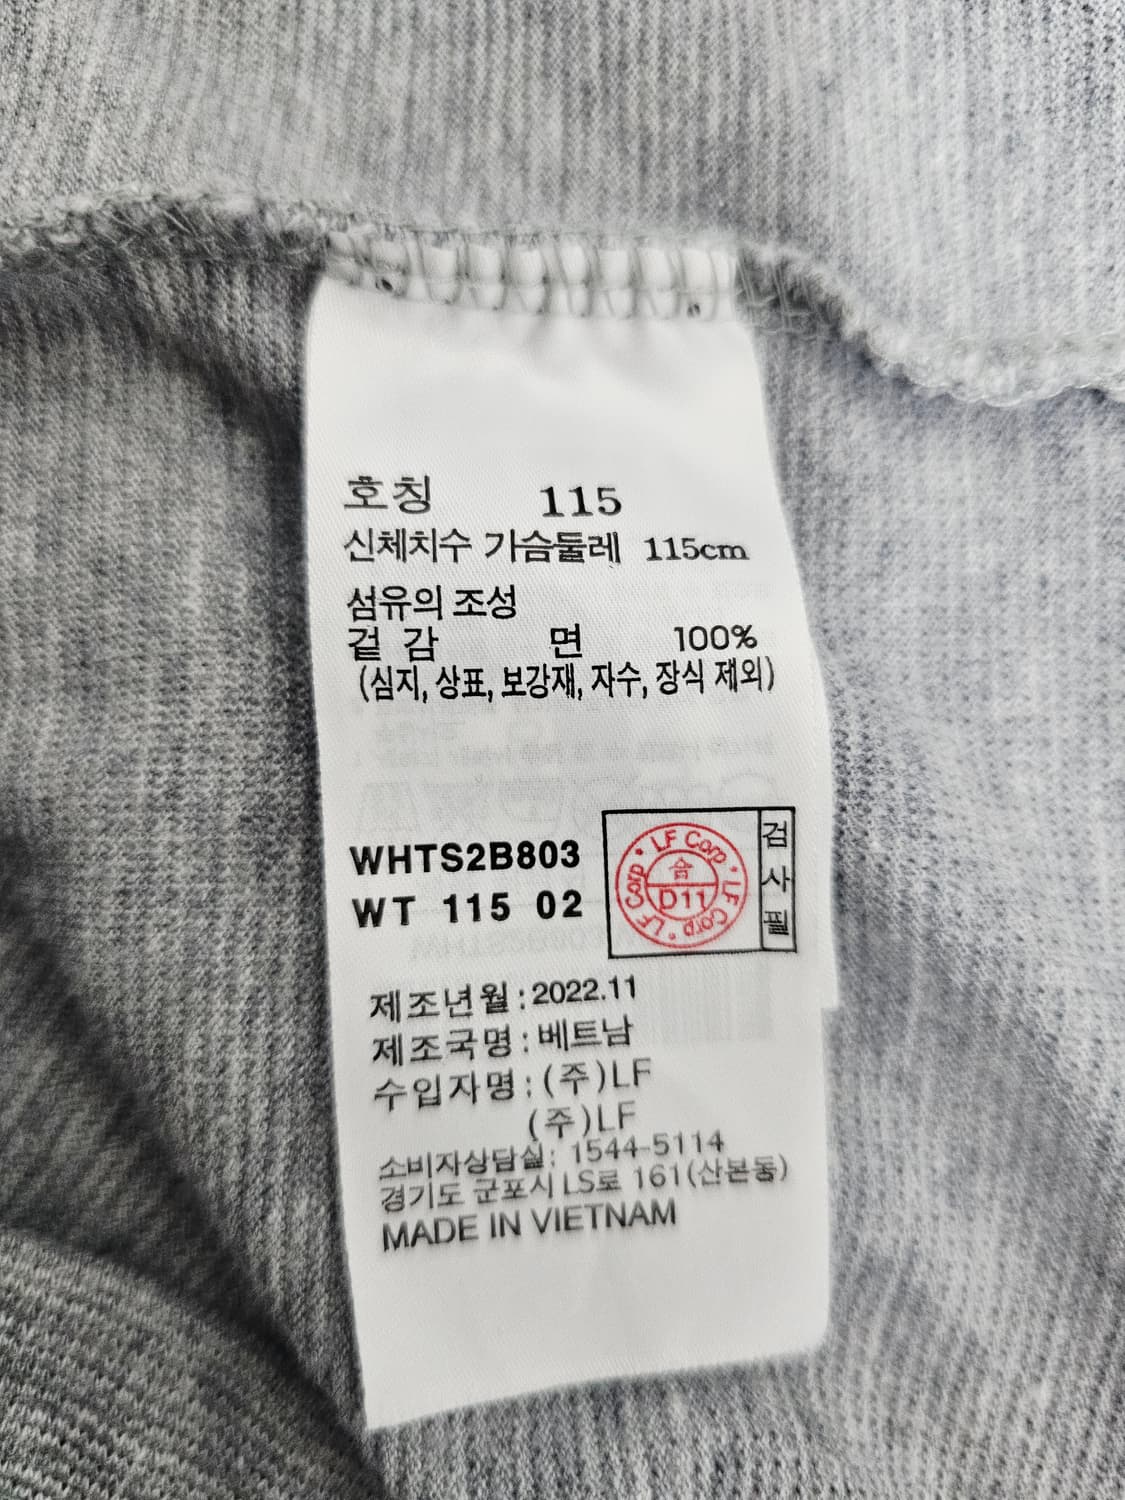 호칭 115
신체치수 가슴둘레 115cm
섬유의 조성
겉 감 면 100%
(심지, 상표, 보강재, 자수, 장식 제외)
WHTS2B803
WT 115 02
LF Corp · LF Corp · LF Corp ·
합
D11
검사필
제조년월 : 2022.11
제조국명 : 베트남
수입자명 : (주)LF
(주)LF
소비자상담실: 1544-5114
경기도 군포시 LS로 161(산본동)
MADE IN VIETNAM